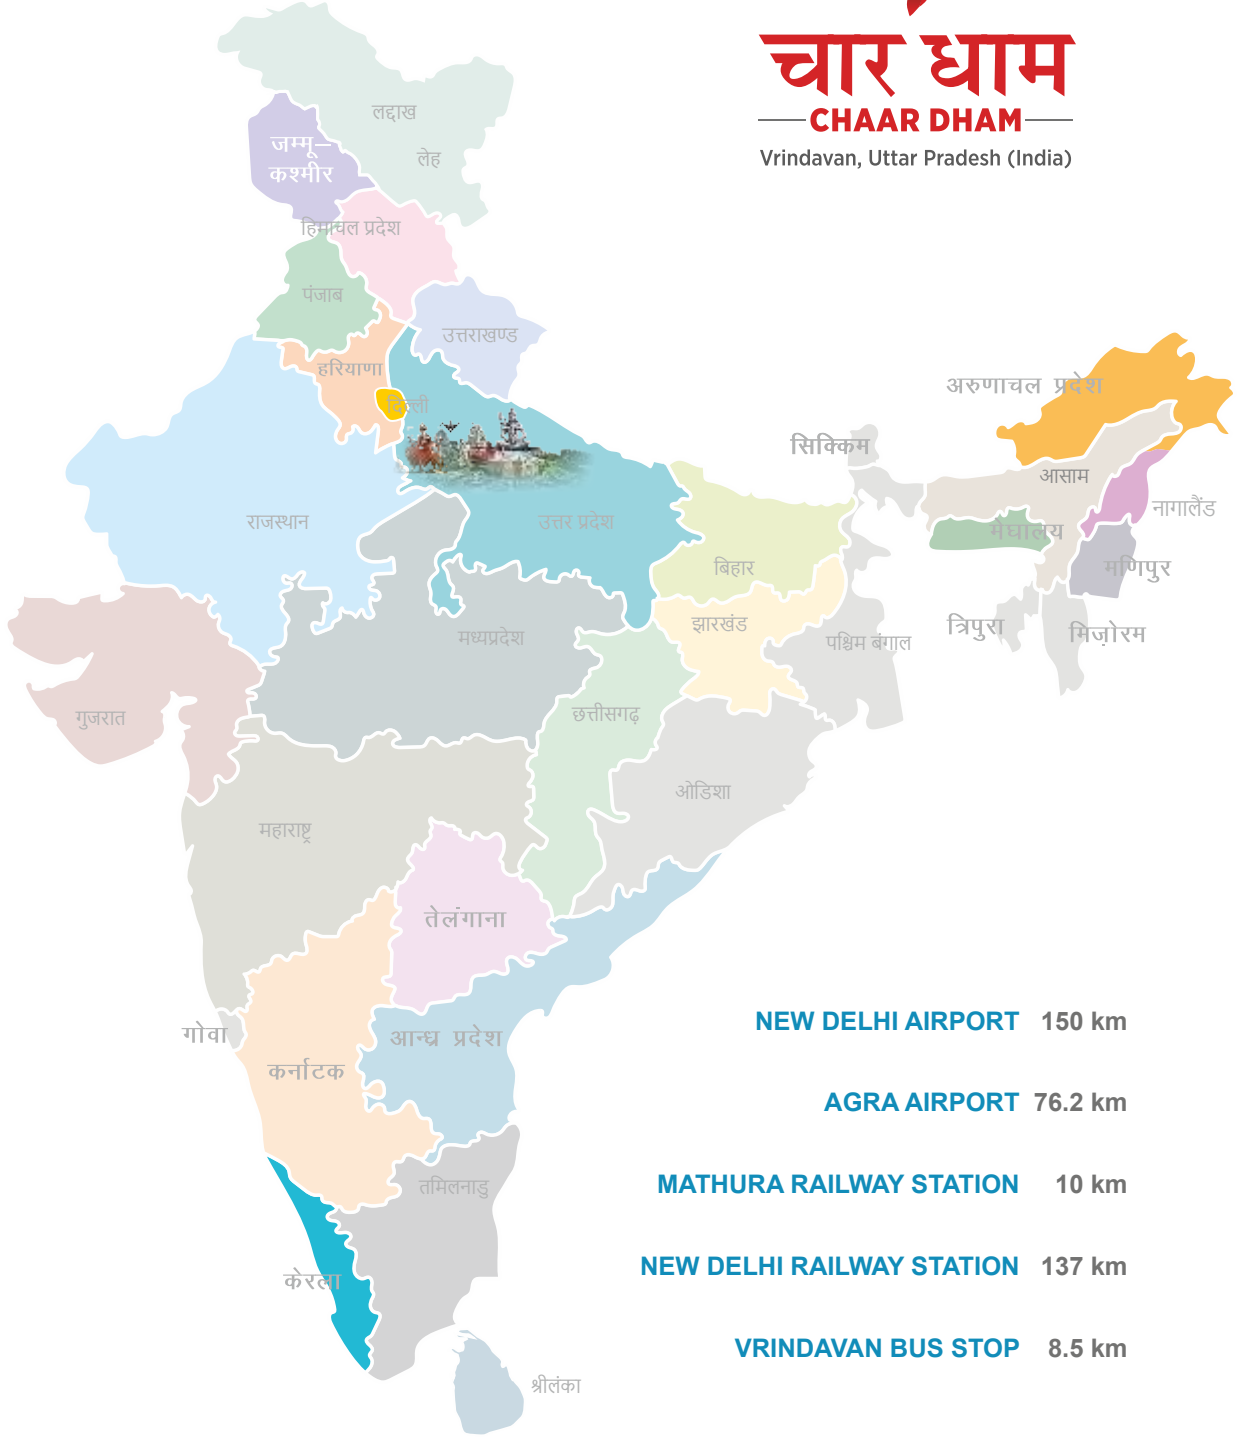 चार धाम
CHAAR DHAM
Vrindavan, Uttar Pradesh (India)
लद्दाख
लेह
जम्मू–
कश्मीर
हिमाचल प्रदेश
पंजाब
उत्तराखण्ड
हरियाणा
दिल्ली
अरुणाचल प्रदेश
सिक्किम
आसाम
नागालैंड
राजस्थान
उत्तर प्रदेश
मेघालय
बिहार
मणिपुर
झारखंड
त्रिपुरा
मिज़ोरम
मध्यप्रदेश
पश्चिम बंगाल
गुजरात
छत्तीसगढ़
ओडिशा
महाराष्ट्र
तेलंगाना
गोवा
आन्ध्र प्रदेश
कर्नाटक
तमिलनाडु
केरला
श्रीलंका
NEW DELHI AIRPORT 150 km
AGRA AIRPORT 76.2 km
MATHURA RAILWAY STATION 10 km
NEW DELHI RAILWAY STATION 137 km
VRINDAVAN BUS STOP 8.5 km